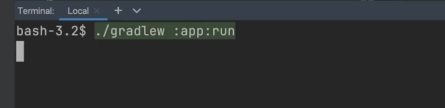 Terminal: Local × + ⌄
bash-3.2$ ./gradlew :app:run